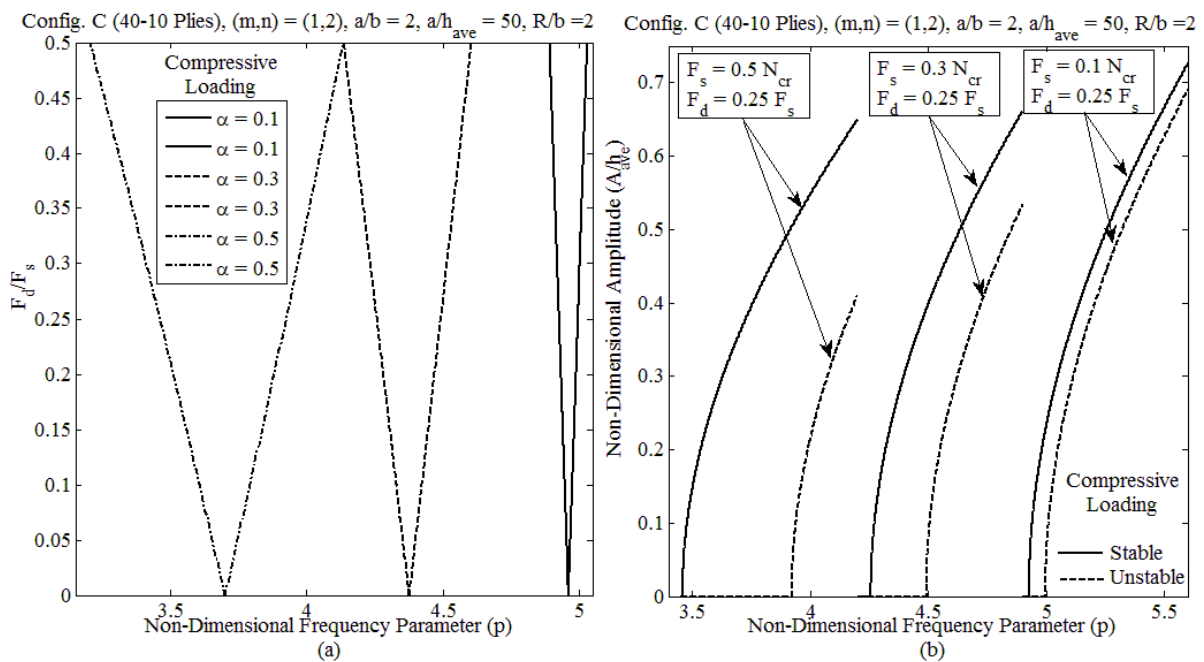 Config. C (40-10 Plies), (m,n) = (1,2), a/b = 2, a/h_ave = 50, R/b =2
0.5
0.45
0.4
0.35
0.3
0.25
0.2
0.15
0.1
0.05
0
F_d/F_s
Compressive
Loading
α = 0.1
α = 0.1
α = 0.3
α = 0.3
α = 0.5
α = 0.5
3.5
4
4.5
5
Non-Dimensional Frequency Parameter (p)
(a)
Config. C (40-10 Plies), (m,n) = (1,2), a/b = 2, a/h_ave = 50, R/b =2
0.7
0.6
0.5
0.4
0.3
0.2
0.1
0
Non-Dimensional Amplitude (A/h_ave)
F_s = 0.5 N_cr
F_d = 0.25 F_s
F_s = 0.3 N_cr
F_d = 0.25 F_s
F_s = 0.1 N_cr
F_d = 0.25 F_s
Compressive
Loading
Stable
Unstable
3.5
4
4.5
5
5.5
Non-Dimensional Frequency Parameter (p)
(b)